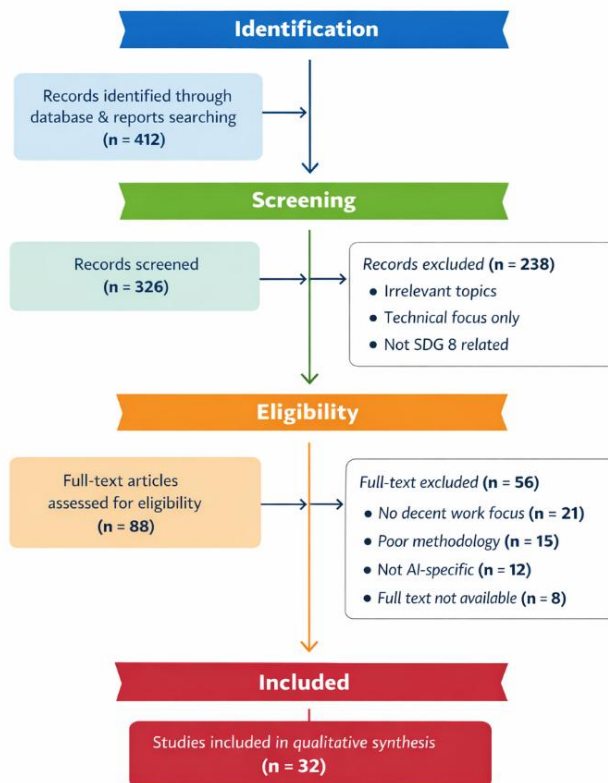 Identification
Records identified through
database & reports searching
(n = 412)
Screening
Records screened
(n = 326)
Records excluded (n = 238)
• Irrelevant topics
• Technical focus only
• Not SDG 8 related
Eligibility
Full-text articles
assessed for eligibility
(n = 88)
Full-text excluded (n = 56)
• No decent work focus (n = 21)
• Poor methodology (n = 15)
• Not AI-specific (n = 12)
• Full text not available (n = 8)
Included
Studies included in qualitative synthesis
(n = 32)